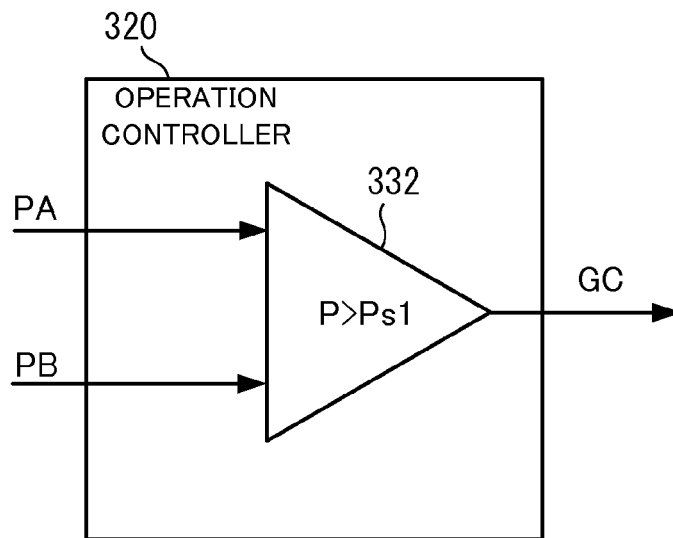 320
OPERATION
CONTROLLER
332
PA
GC
P>Ps1
PB